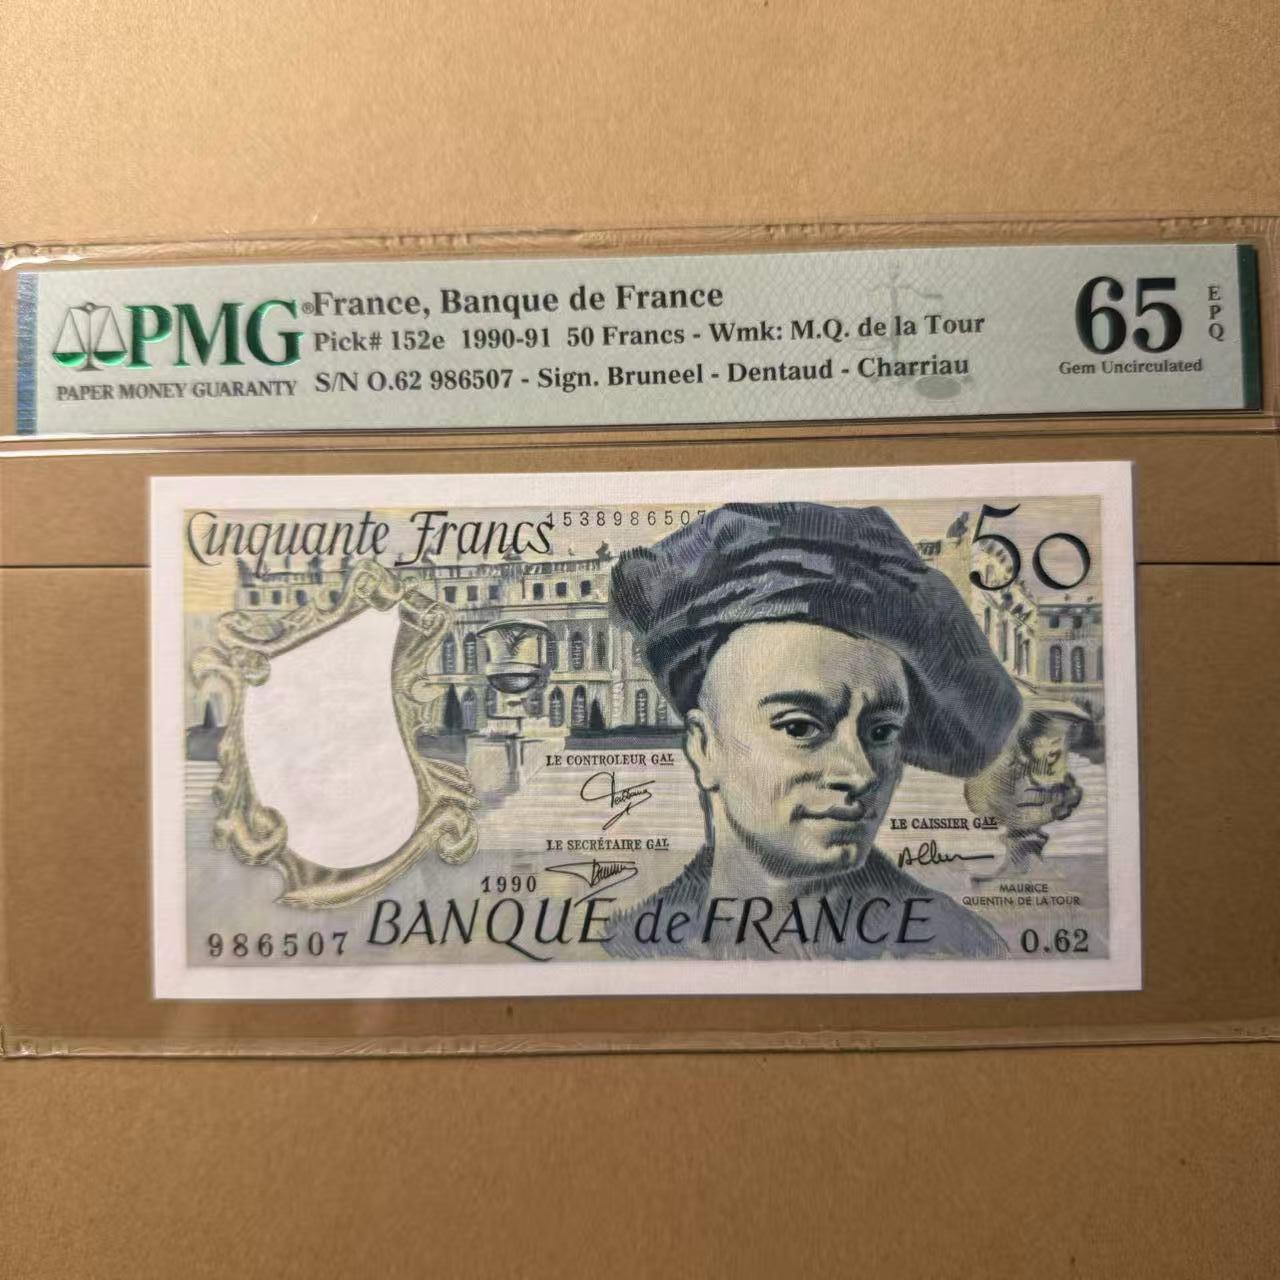 PMG®
PAPER MONEY GUARANTY
France, Banque de France
Pick# 152e 1990-91 50 Francs - Wmk: M.Q. de la Tour
S/N O.62 986507 - Sign. Bruneel - Dentaud - Charriau
65
EPQ
Gem Uncirculated
Cinquante Francs
1538986507
50
LE CONTROLEUR GAL
LE SECRÉTAIRE GAL
LE CAISSIER GAL
1990
MAURICE
QUENTIN DE LA TOUR
986507
BANQUE de FRANCE
O.62